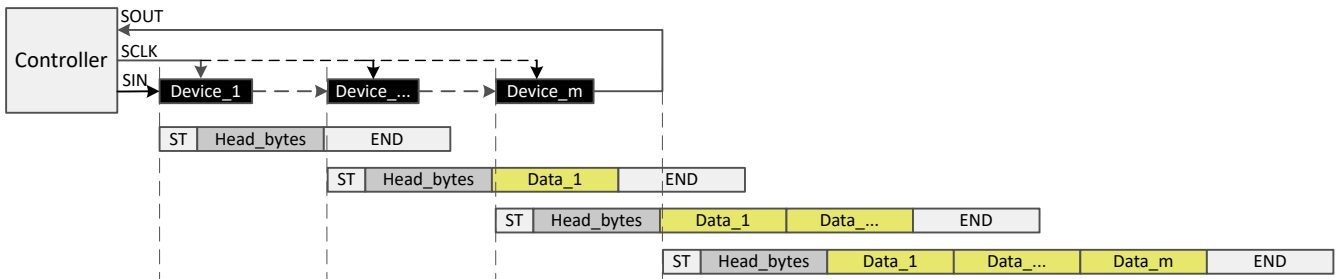 SOUT
Controller
SCLK
SIN
Device_1
Device_...
Device_m
ST Head_bytes END
ST Head_bytes Data_1 END
ST Head_bytes Data_1 Data_... END
ST Head_bytes Data_1 Data_... Data_m END